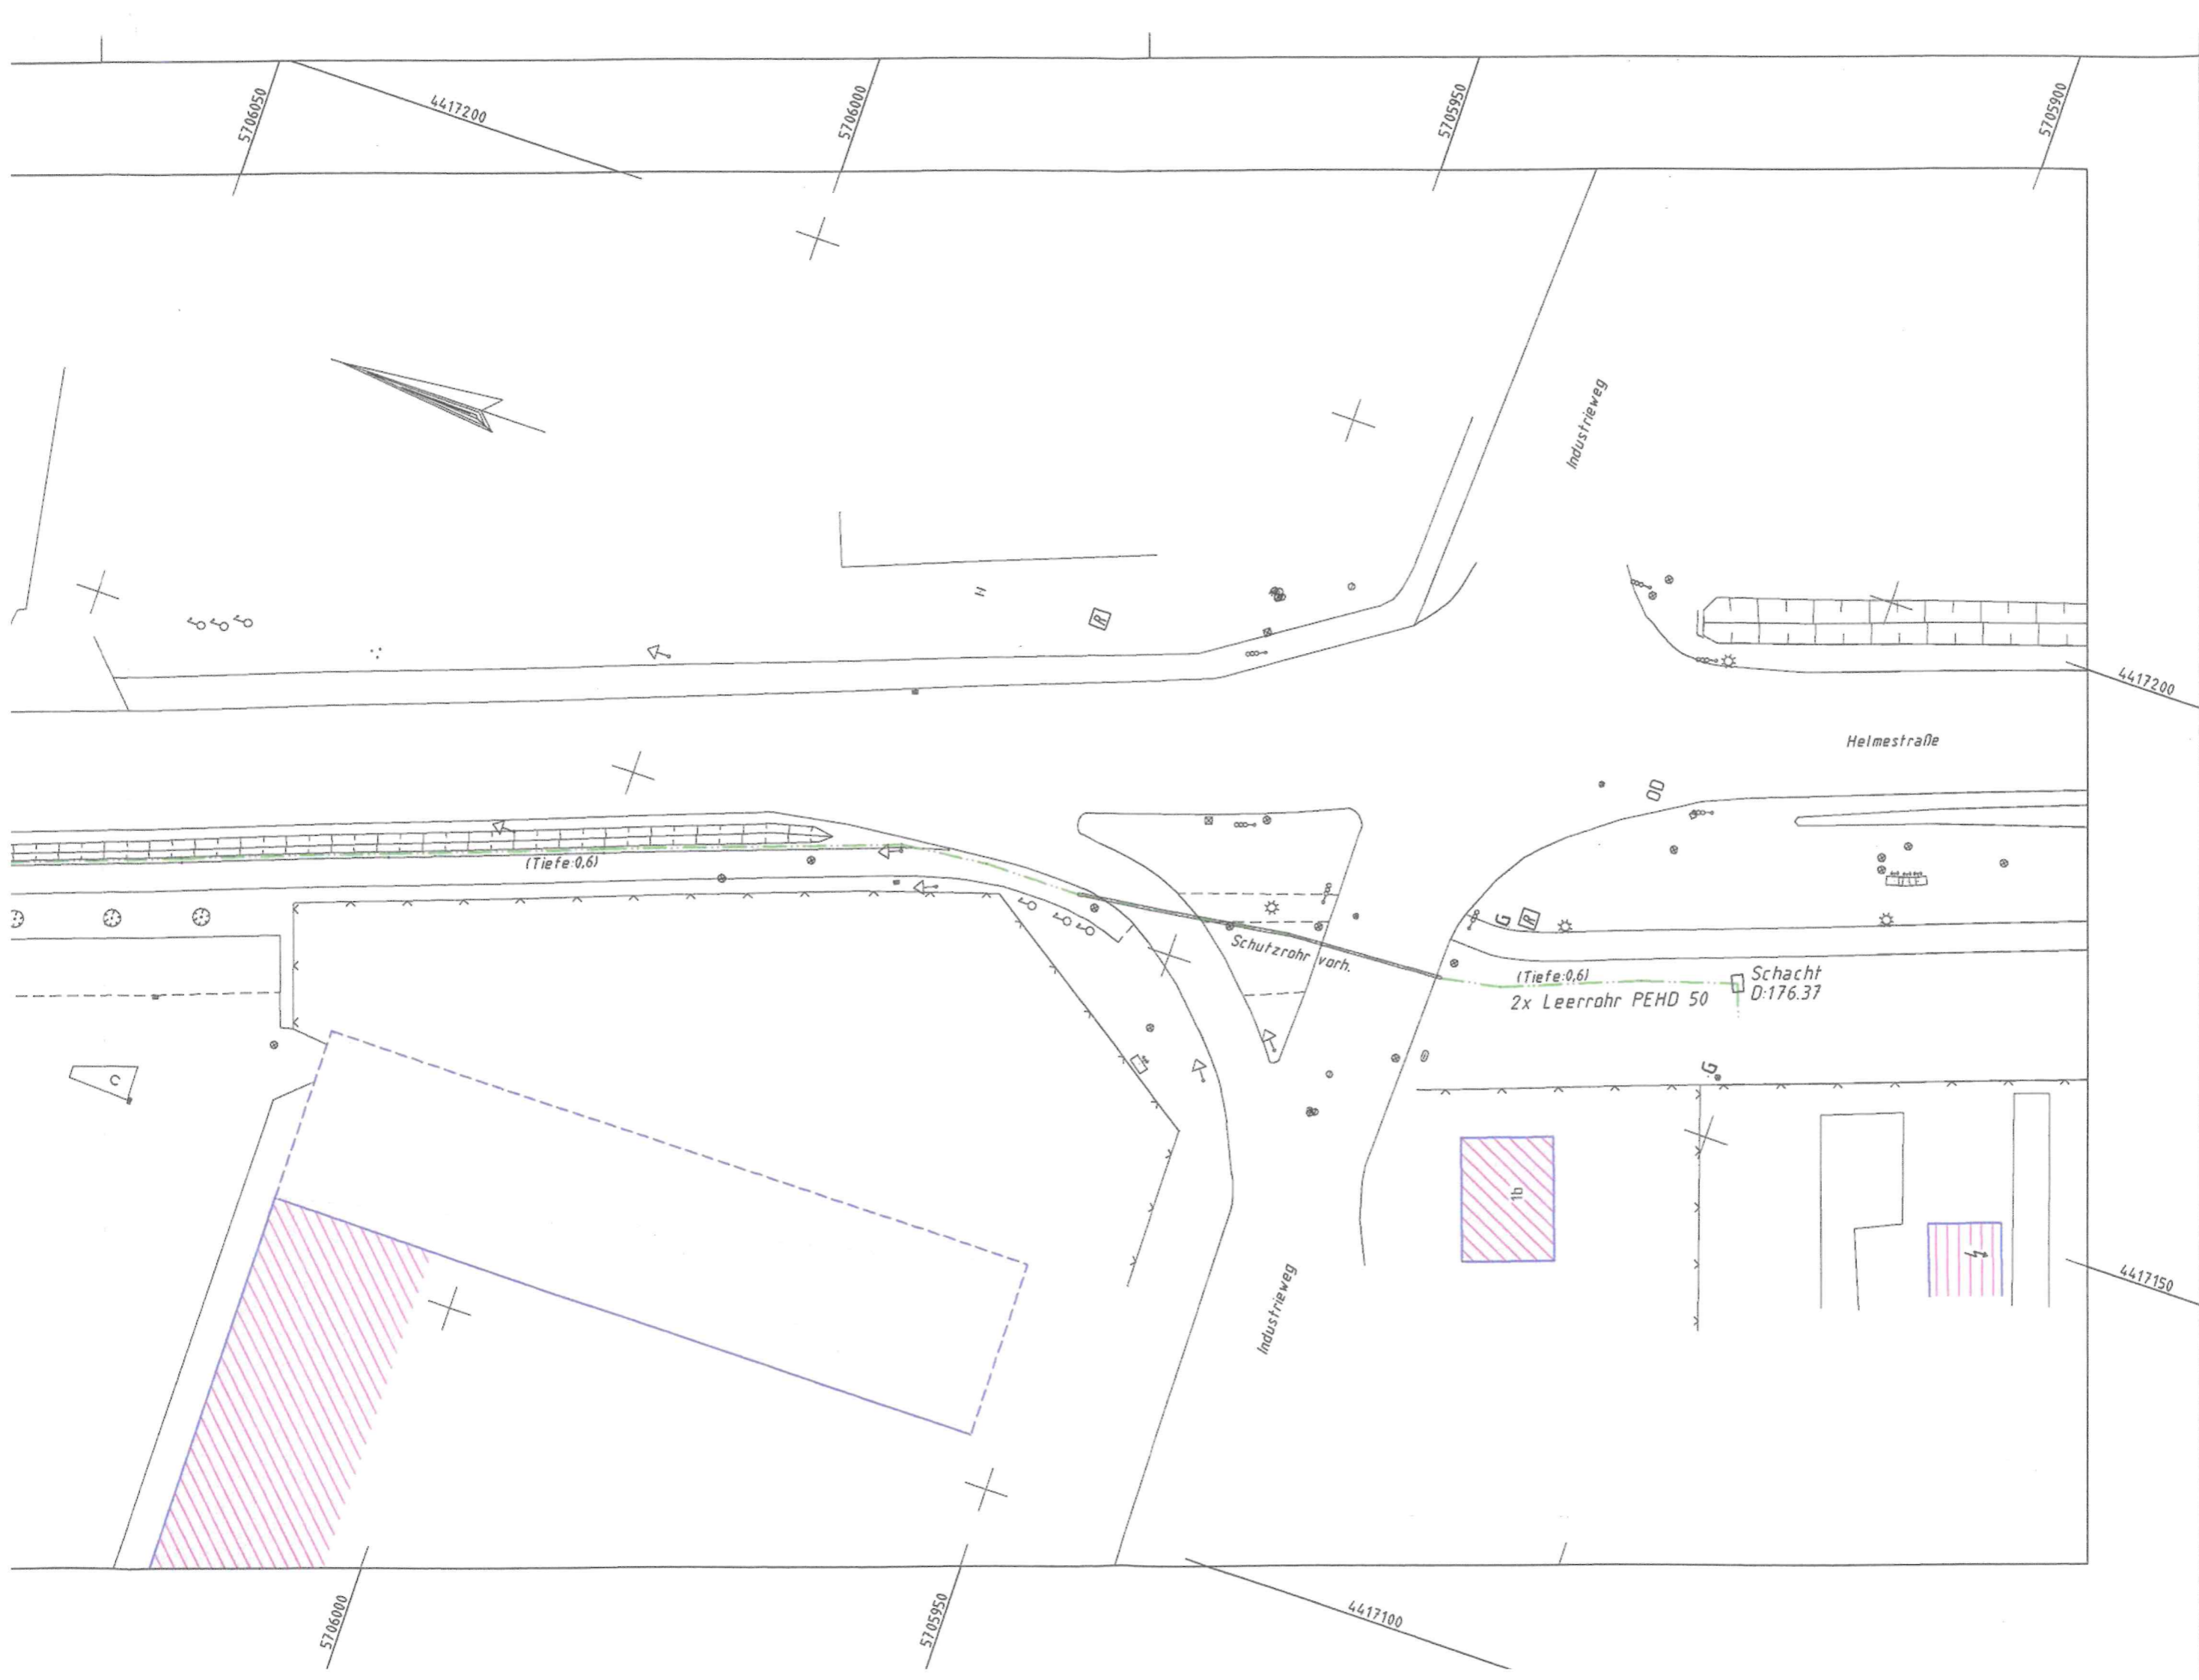 5706050
4417200
5706000
5705950
5705900
Industrieweg
H
R
4417200
Helmestraße
(Tiefe:0,6)
G
R
Schutzrohr vorh.
(Tiefe:0,6)
2x Leerrohr PEHD 50
Schacht
D:176.37
C
G
1b
Industrieweg
4417150
5706000
5705950
4417100